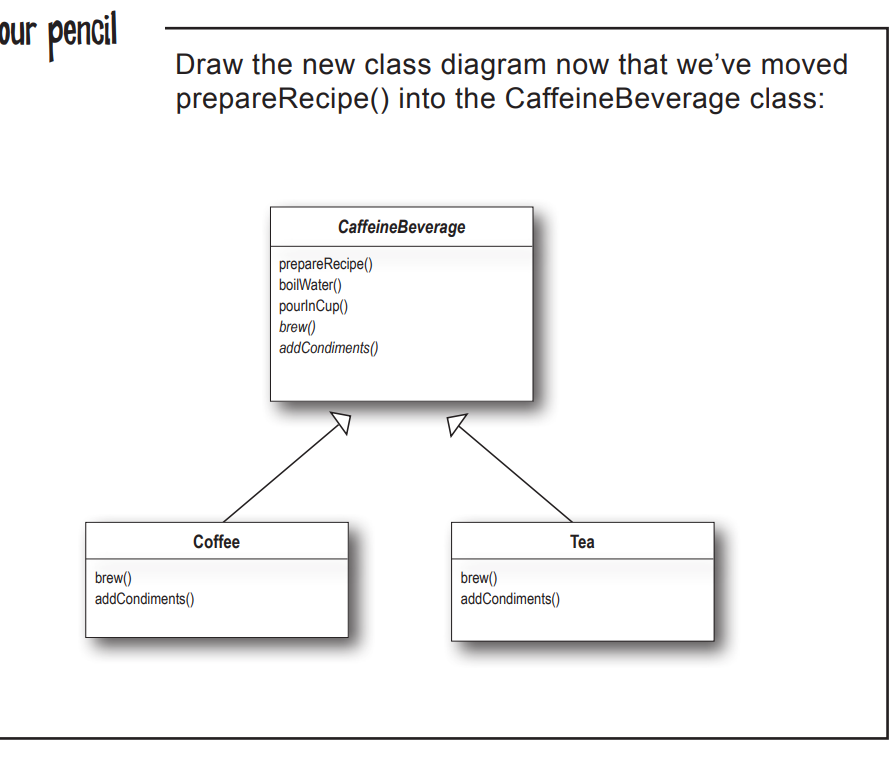 our pencil
Draw the new class diagram now that we’ve moved
prepareRecipe() into the CaffeineBeverage class:
CaffeineBeverage
prepareRecipe()
boilWater()
pourInCup()
brew()
addCondiments()
Coffee
brew()
addCondiments()
Tea
brew()
addCondiments()